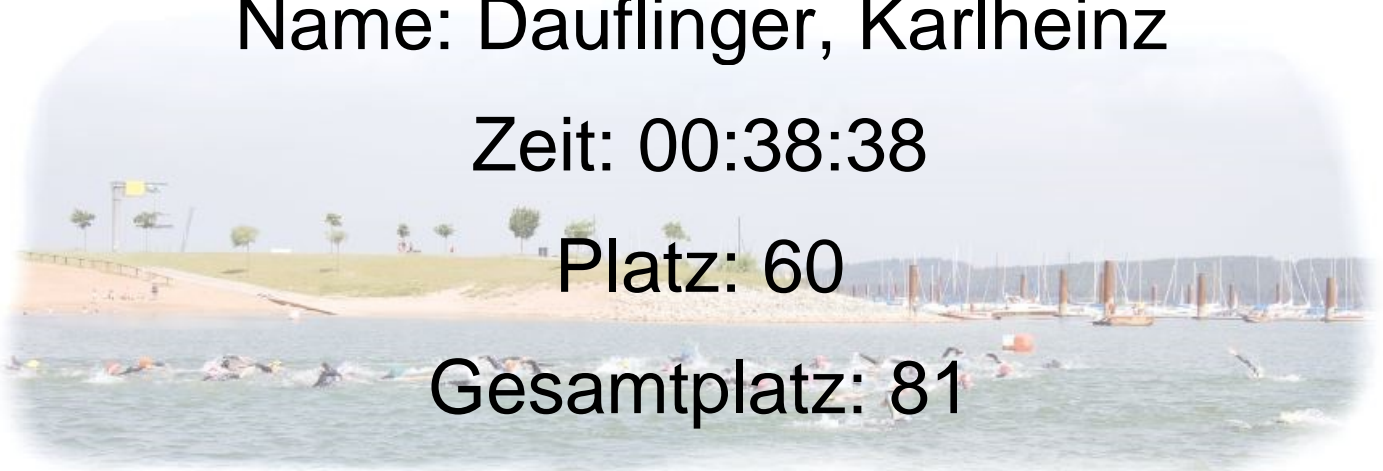 Name: Dauflinger, Karlheinz
Zeit: 00:38:38
Platz: 60
Gesamtplatz: 81